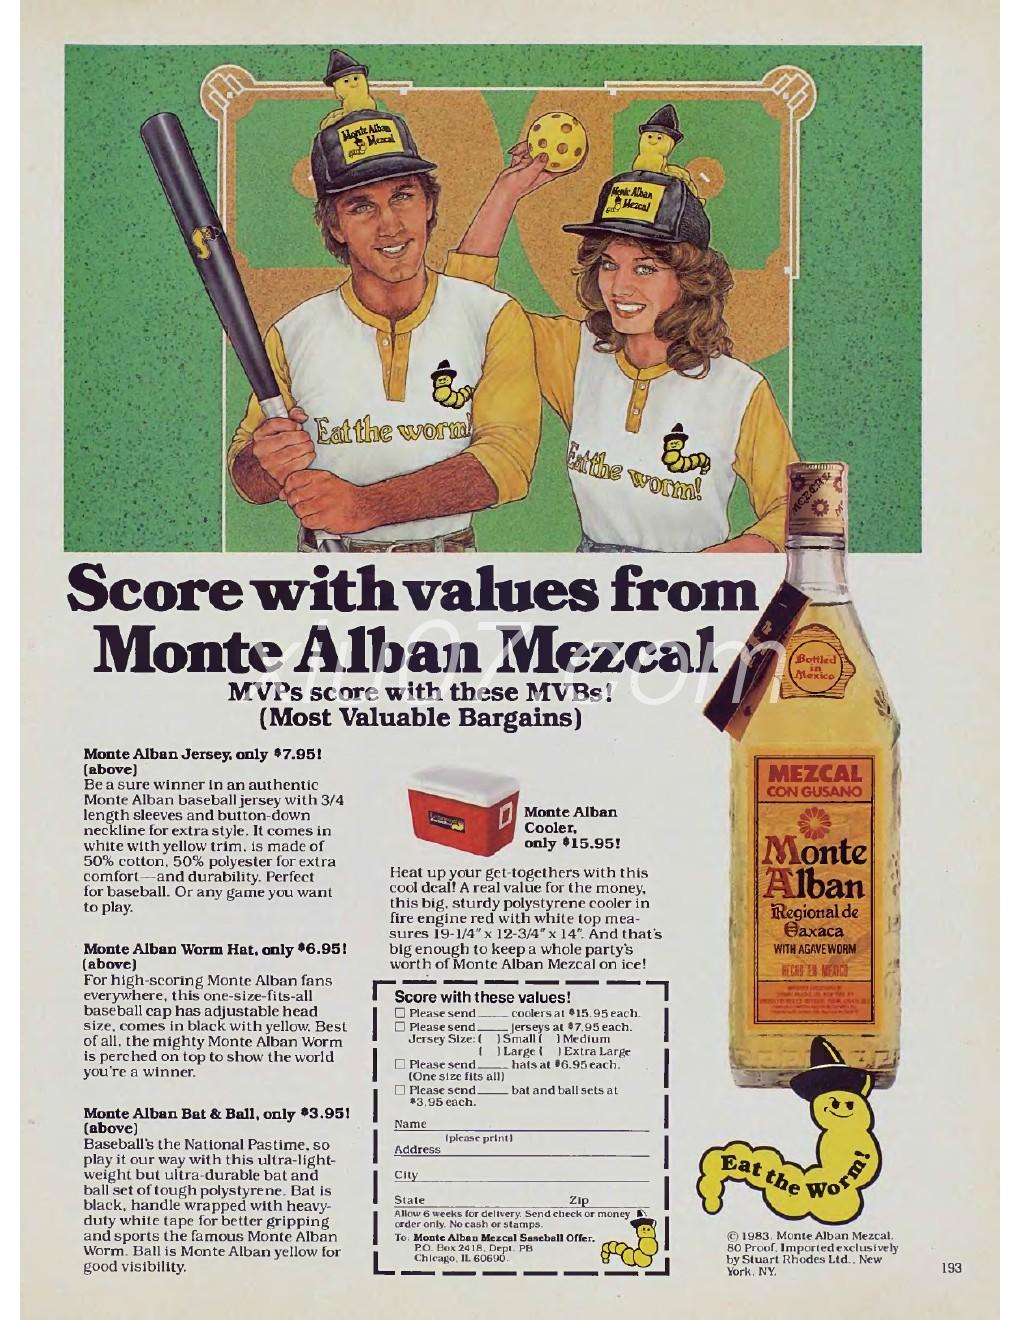 Monte Alban
Mezcal
Monte Alban
Mezcal
Eat the worm!
Eat the worm!
MEZCAL
Score with values from
Monte Alban Mezcal
MVPs score with these MVBs!
(Most Valuable Bargains)
Monte Alban Jersey, only $7.95!
(above)
Be a sure winner in an authentic
Monte Alban baseball jersey with 3/4
length sleeves and button-down
neckline for extra style. It comes in
white with yellow trim, is made of
50% cotton, 50% polyester for extra
comfort—and durability. Perfect
for baseball. Or any game you want
to play.
Monte Alban Worm Hat, only $6.95!
(above)
For high-scoring Monte Alban fans
everywhere, this one-size-fits-all
baseball cap has adjustable head
size, comes in black with yellow. Best
of all, the mighty Monte Alban Worm
is perched on top to show the world
you're a winner.
Monte Alban Bat & Ball, only $3.95!
(above)
Baseball's the National Pastime, so
play it our way with this ultra-light-
weight but ultra-durable bat and
ball set of tough polystyrene. Bat is
black, handle wrapped with heavy-
duty white tape for better gripping
and sports the famous Monte Alban
Worm. Ball is Monte Alban yellow for
good visibility.
Monte Alban
Cooler,
only $15.95!
Heat up your get-togethers with this
cool deal! A real value for the money,
this big, sturdy polystyrene cooler in
fire engine red with white top mea-
sures 19-1/4" x 12-3/4" x 14". And that's
big enough to keep a whole party's
worth of Monte Alban Mezcal on ice!
Score with these values!
☐ Please send____ coolers at $15.95 each.
☐ Please send____ jerseys at $7.95 each.
Jersey Size: ( ) Small ( ) Medium
( ) Large ( ) Extra Large
☐ Please send____ hats at $6.95 each.
(One size fits all)
☐ Please send____ bat and ball sets at
$3.95 each.
Name
(please print)
Address
City
State Zip
Allow 6 weeks for delivery. Send check or money
order only. No cash or stamps.
To: Monte Alban Mezcal Baseball Offer.
P.O. Box 2418, Dept. PB
Chicago, IL 60690.
Bottled
in
Mexico
MEZCAL
CON GUSANO
Monte
Alban
Regional de
Oaxaca
WITH AGAVE WORM
HECHO EN MEXICO
Eat the Worm!
© 1983. Monte Alban Mezcal.
80 Proof. Imported exclusively
by Stuart Rhodes Ltd., New
York, NY.
193